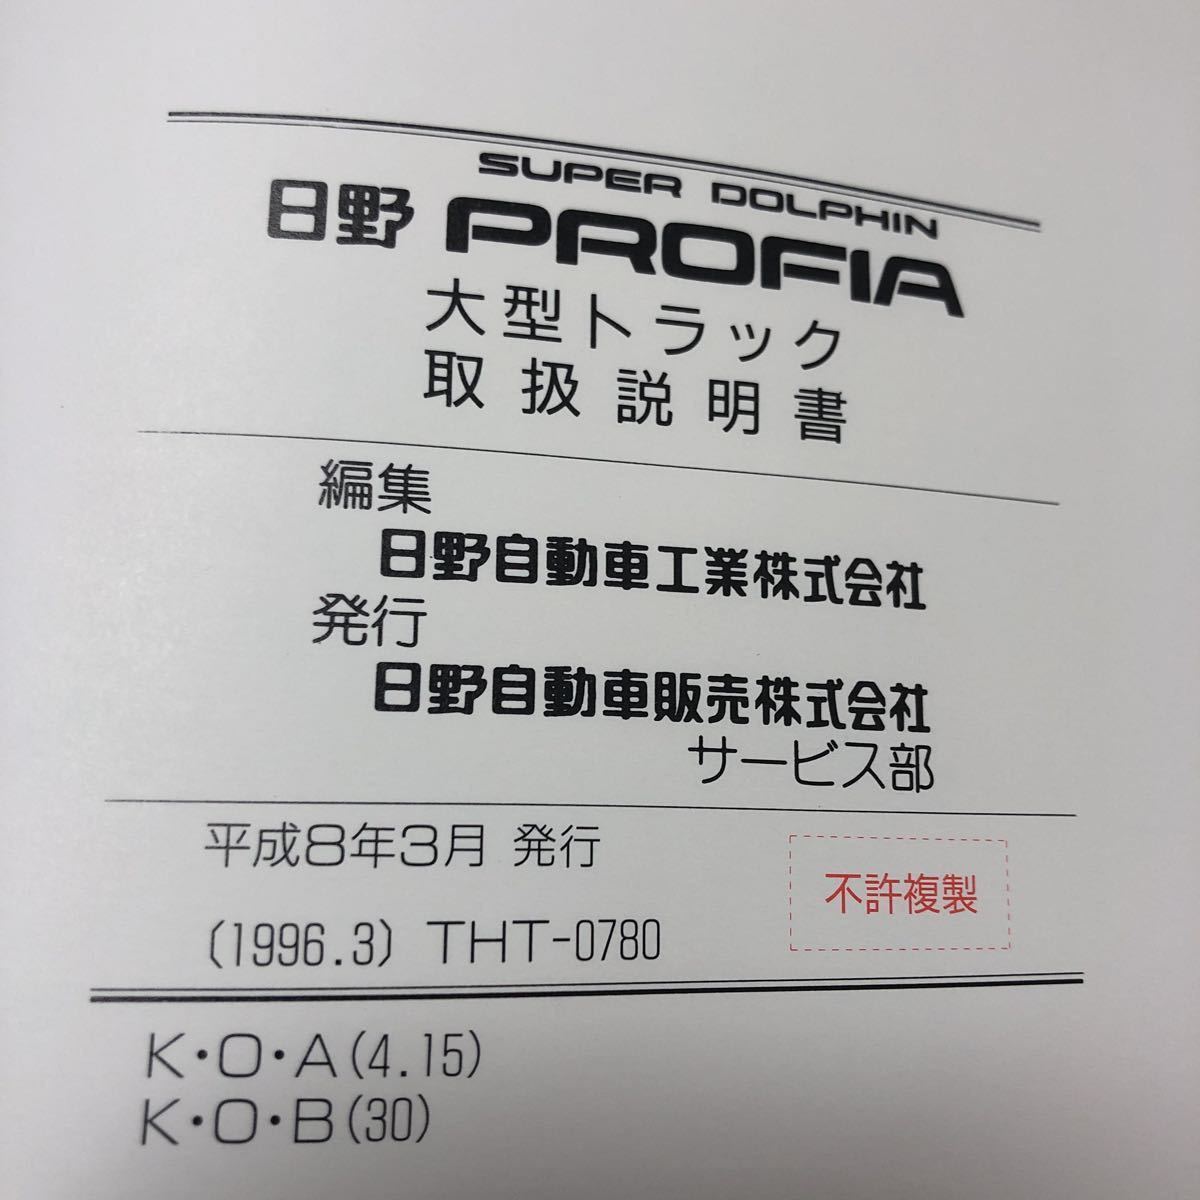 SUPER DOLPHIN
日野 PROFIA
大型トラック
取扱説明書
編集
日野自動車工業株式会社
発行
日野自動車販売株式会社
サービス部
平成8年3月 発行
不許複製
(1996.3) THT-0780
K・O・A(4.15)
K・O・B(30)